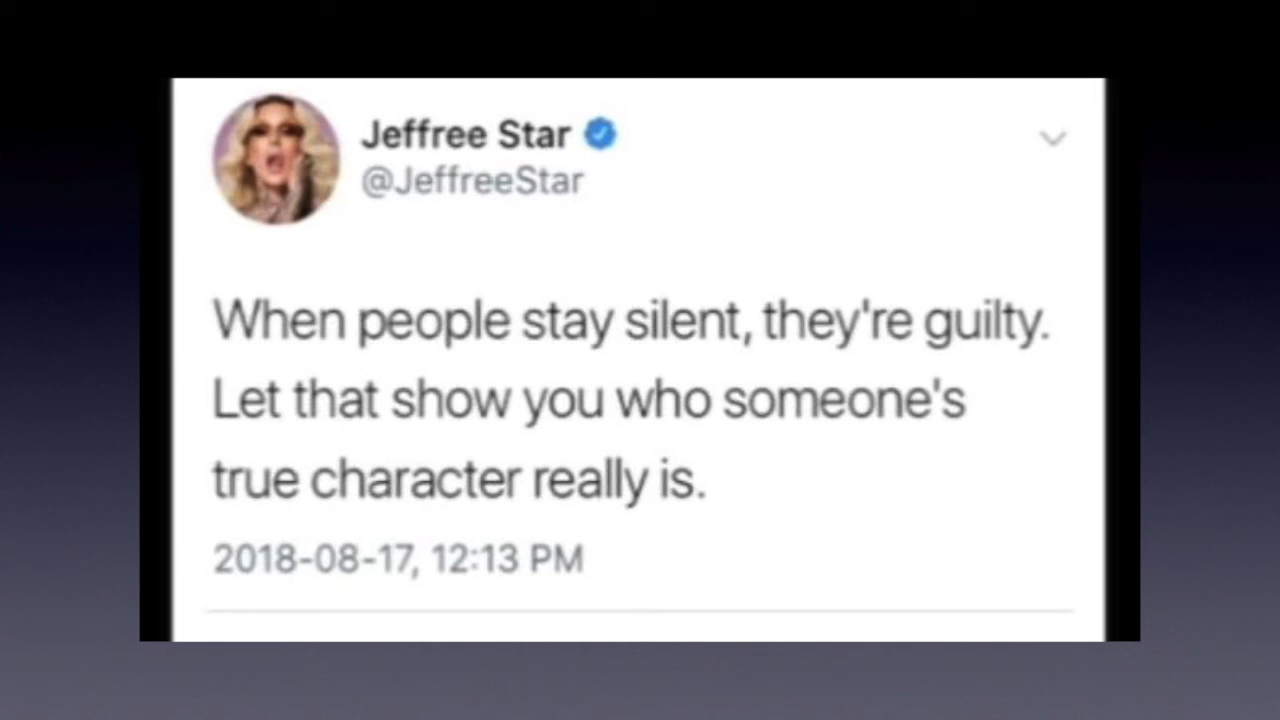 Jeffree Star
@JeffreeStar
When people stay silent, they're guilty.
Let that show you who someone's
true character really is.
2018-08-17, 12:13 PM